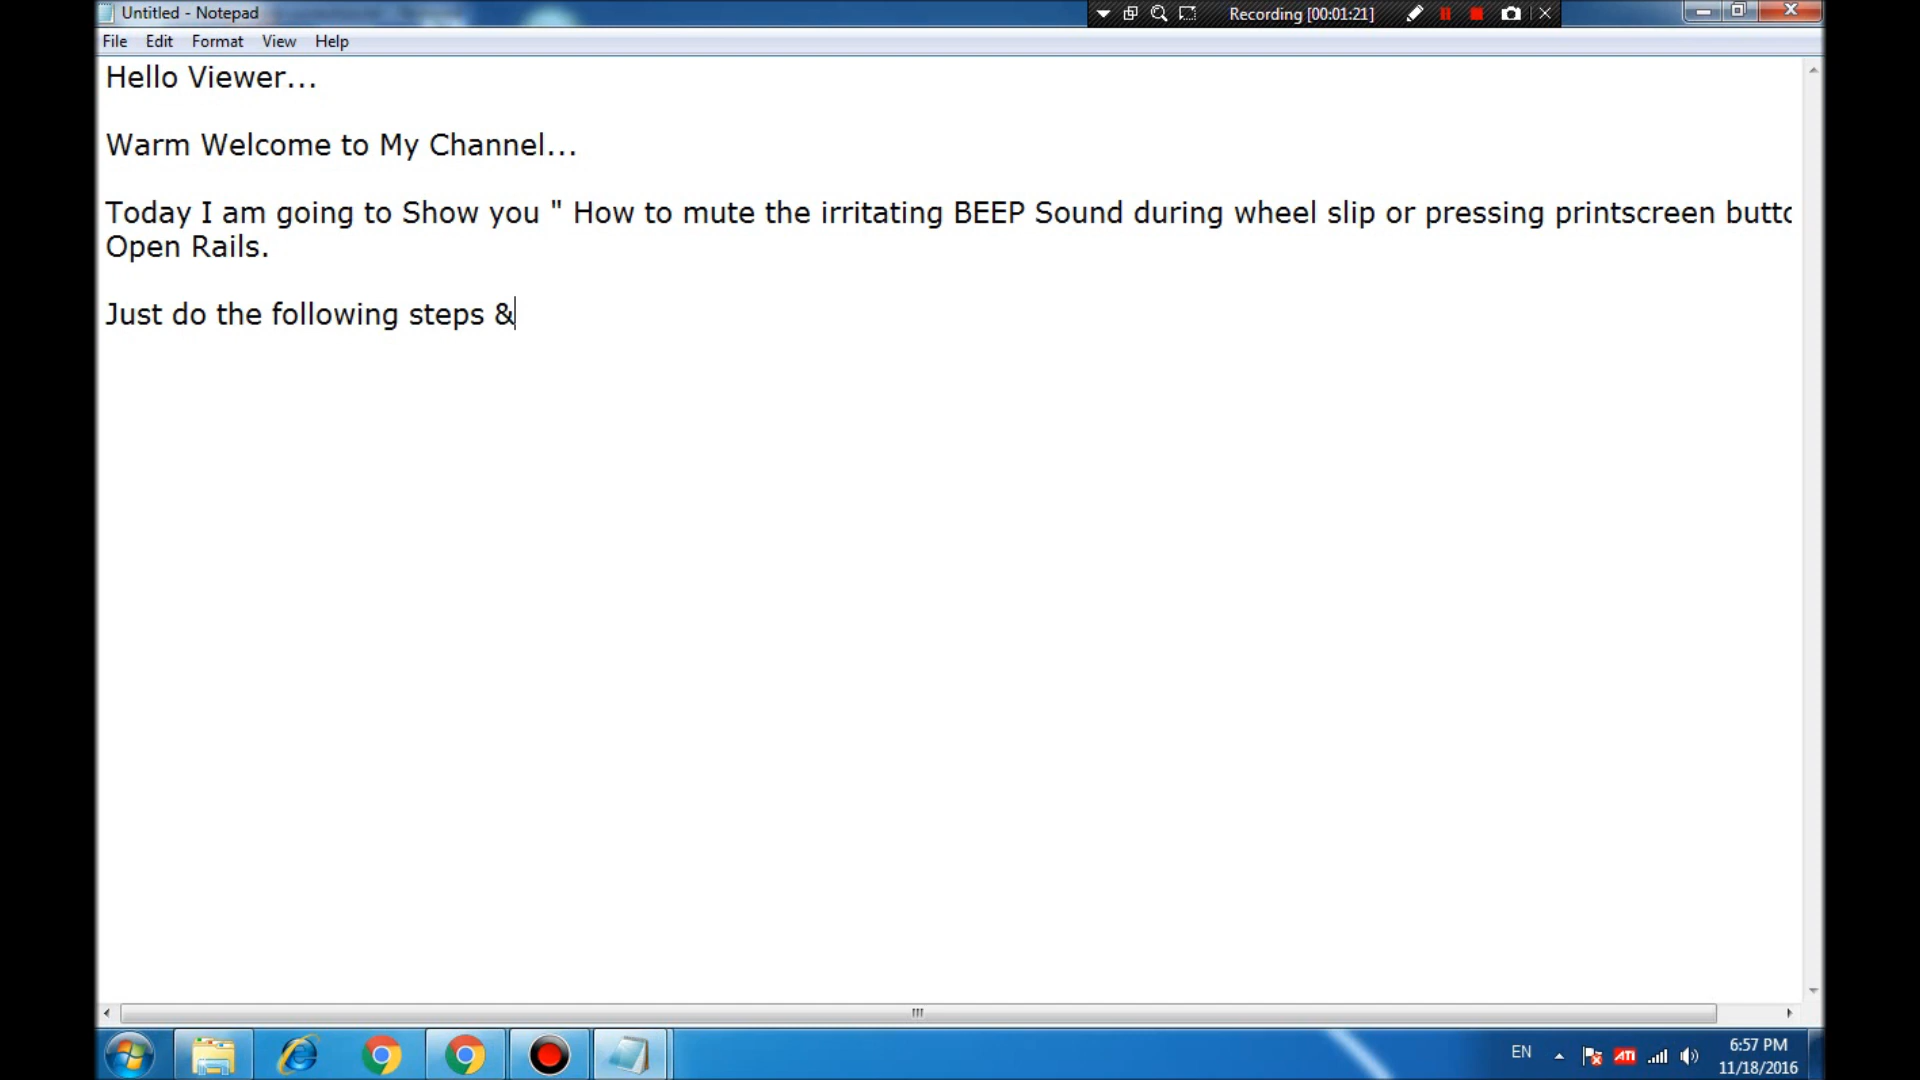 Untitled - Notepad
Recording [00:01:21]
File Edit Format View Help
Hello Viewer...
Warm Welcome to My Channel...
Today I am going to Show you " How to mute the irritating BEEP Sound during wheel slip or pressing printscreen butto
Open Rails.
Just do the following steps &
EN
ATI
6:57 PM
11/18/2016